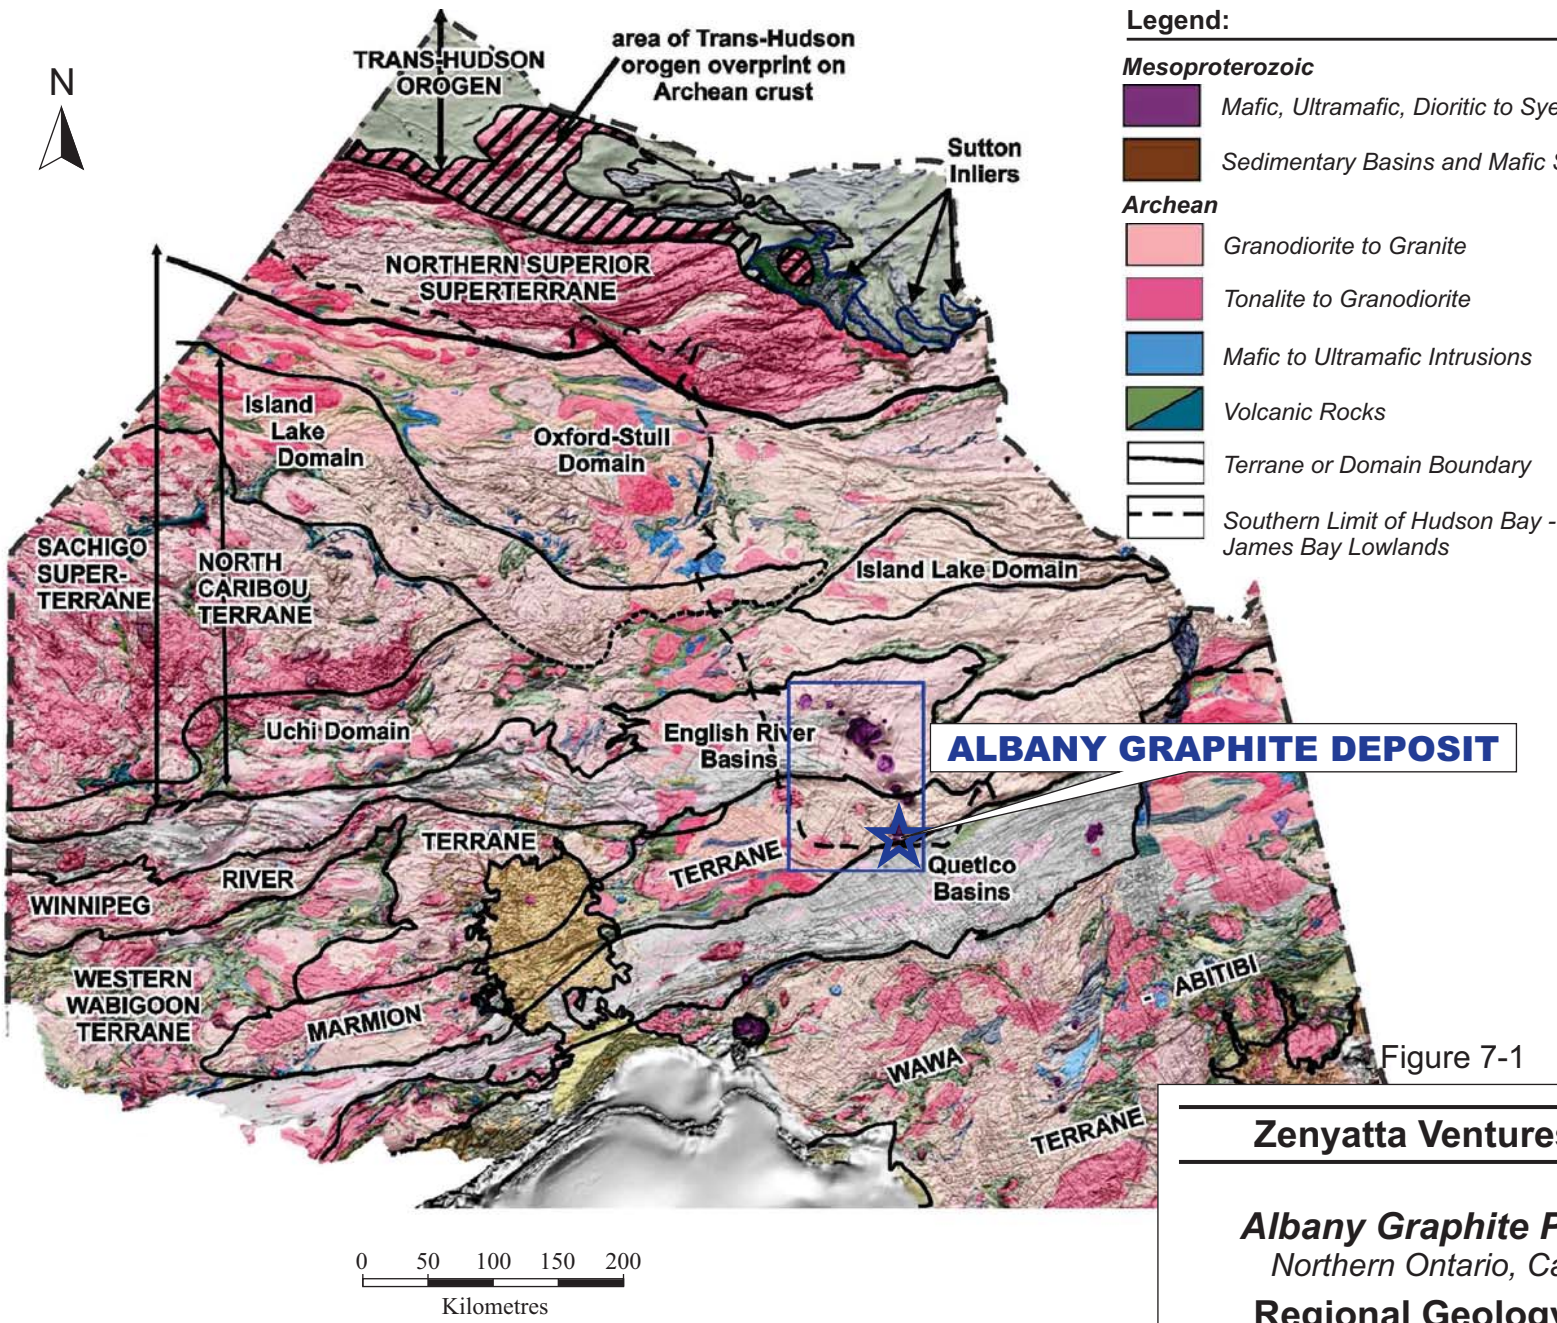 N
TRANS-HUDSON
OROGEN
area of Trans-Hudson
orogen overprint on
Archean crust
Sutton
Inliers
NORTHERN SUPERIOR
SUPERTERRANE
Island
Lake
Domain
Oxford-Stull
Domain
SACHIGO
SUPER-
TERRANE
NORTH
CARIBOU
TERRANE
Island Lake Domain
Uchi Domain
English River
Basins
ALBANY GRAPHITE DEPOSIT
TERRANE
TERRANE
Quetico
Basins
RIVER
WINNIPEG
WESTERN
WABIGOON
TERRANE
MARMION
- ABITIBI
WAWA
TERRANE
Legend:
Mesoproterozoic
Mafic, Ultramafic, Dioritic to Sye
Sedimentary Basins and Mafic S
Archean
Granodiorite to Granite
Tonalite to Granodiorite
Mafic to Ultramafic Intrusions
Volcanic Rocks
Terrane or Domain Boundary
Southern Limit of Hudson Bay -
James Bay Lowlands
0 50 100 150 200
Kilometres
Figure 7-1
Zenyatta Ventures
Albany Graphite P
Northern Ontario, Ca
Regional Geology